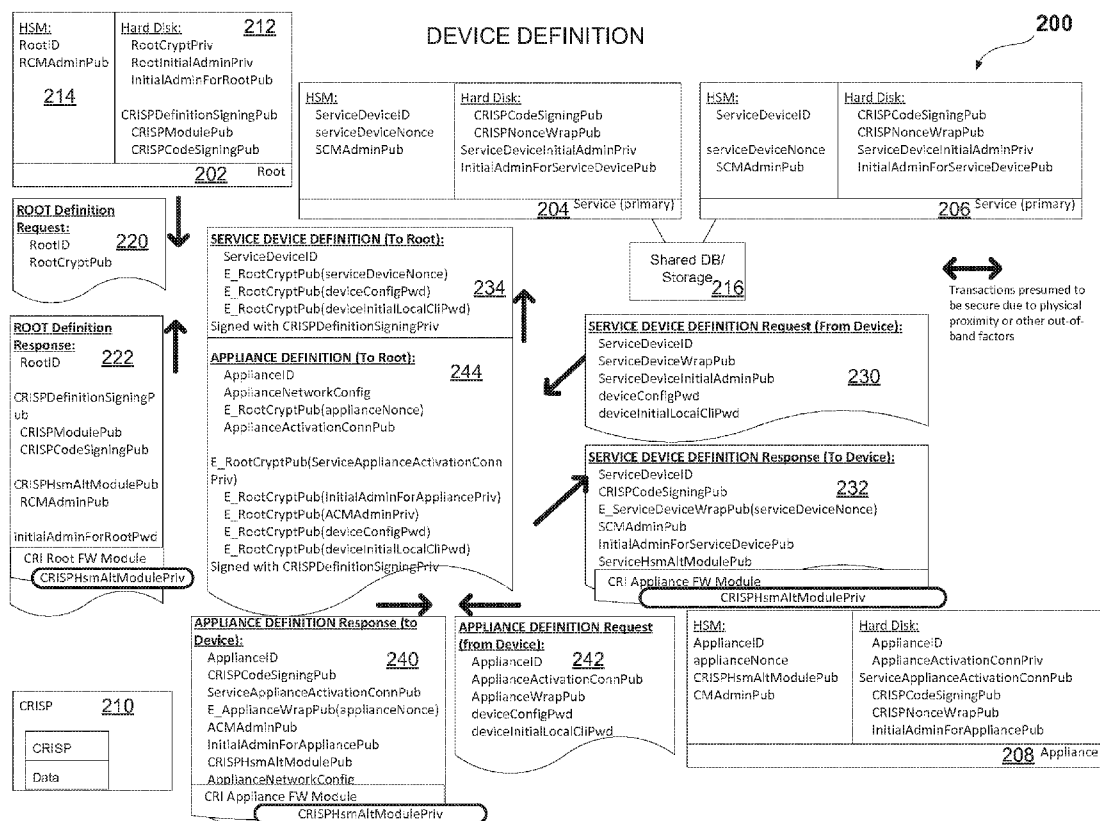 DEVICE DEFINITION
200
HSM:
RootID
RCMAdminPub
214
Hard Disk: 212
RootCryptPriv
RootInitialAdminPriv
InitialAdminForRootPub
CRISPDefinitionSigningPub
CRISPModulePub
CRISPCodeSigningPub
202 Root
HSM:
ServiceDeviceID
serviceDeviceNonce
SCMAdminPub
Hard Disk:
CRISPCodeSigningPub
CRISPNonceWrapPub
ServiceDeviceInitialAdminPriv
InitialAdminForServiceDevicePub
204 Service (primary)
HSM:
ServiceDeviceID
serviceDeviceNonce
SCMAdminPub
Hard Disk:
CRISPCodeSigningPub
CRISPNonceWrapPub
ServiceDeviceInitialAdminPriv
InitialAdminForServiceDevicePub
206 Service (primary)
Shared DB/
Storage 216
Transactions presumed to
be secure due to physical
proximity or other out-of-
band factors
ROOT Definition
Request:
RootID 220
RootCryptPub
ROOT Definition
Response:
RootID 222
CRISPDefinitionSigningP
ub
CRISPModulePub
CRISPCodeSigningPub
CRISPHsmAltModulePub
RCMAdminPub
initialAdminForRootPwd
CRI Root FW Module
CRISPHsmAltModulePriv
SERVICE DEVICE DEFINITION (To Root):
ServiceDeviceID
E_RootCryptPub(serviceDeviceNonce)
E_RootCryptPub(deviceConfigPwd) 234
E_RootCryptPub(deviceInitialLocalCliPwd)
Signed with CRISPDefinitionSigningPriv
APPLIANCE DEFINITION (To Root):
ApplianceID 244
ApplianceNetworkConfig
E_RootCryptPub(applianceNonce)
ApplianceActivationConnPub
E_RootCryptPub(ServiceApplianceActivationConn
Priv)
E_RootCryptPub(InitialAdminForAppliancePriv)
E_RootCryptPub(ACMAdminPriv)
E_RootCryptPub(deviceConfigPwd)
E_RootCryptPub(deviceInitialLocalCliPwd)
Signed with CRISPDefinitionSigningPriv
SERVICE DEVICE DEFINITION Request (From Device):
ServiceDeviceID
ServiceDeviceWrapPub
ServiceDeviceInitialAdminPub 230
deviceConfigPwd
deviceInitialLocalCliPwd
SERVICE DEVICE DEFINITION Response (To Device):
ServiceDeviceID
CRISPCodeSigningPub 232
E_ServiceDeviceWrapPub(serviceDeviceNonce)
SCMAdminPub
InitialAdminForServiceDevicePub
ServiceHsmAltModulePub
CRI Appliance FW Module
CRISPHsmAltModulePriv
APPLIANCE DEFINITION Response (to
Device):
ApplianceID 240
CRISPCodeSigningPub
ServiceApplianceActivationConnPub
E_ApplianceWrapPub(applianceNonce)
ACMAdminPub
InitialAdminForAppliancePub
CRISPHsmAltModulePub
ApplianceNetworkConfig
CRI Appliance FW Module
CRISPHsmAltModulePriv
APPLIANCE DEFINITION Request
(from Device):
ApplianceID 242
ApplianceActivationConnPub
ApplianceWrapPub
deviceConfigPwd
deviceInitialLocalCliPwd
HSM:
ApplianceID
applianceNonce
CRISPHsmAltModulePub
CMAdminPub
Hard Disk:
ApplianceID
ApplianceActivationConnPriv
ServiceApplianceActivationConnPub
CRISPCodeSigningPub
CRISPNonceWrapPub
InitialAdminForAppliancePub
208 Appliance
CRISP 210
CRISP
Data